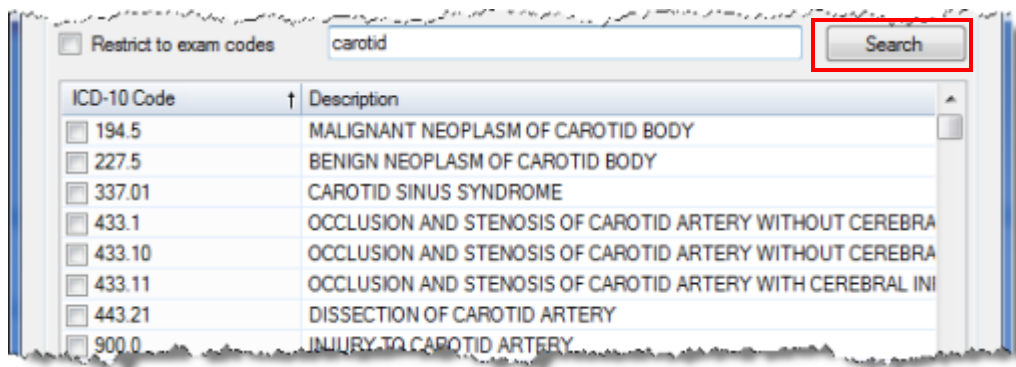 Restrict to exam codes carotid Search
ICD-10 Code Description
194.5 MALIGNANT NEOPLASM OF CAROTID BODY
227.5 BENIGN NEOPLASM OF CAROTID BODY
337.01 CAROTID SINUS SYNDROME
433.1 OCCLUSION AND STENOSIS OF CAROTID ARTERY WITHOUT CEREBRA
433.10 OCCLUSION AND STENOSIS OF CAROTID ARTERY WITHOUT CEREBRA
433.11 OCCLUSION AND STENOSIS OF CAROTID ARTERY WITH CEREBRAL INF
443.21 DISSECTION OF CAROTID ARTERY
900.0 INJURY TO CAROTID ARTERY